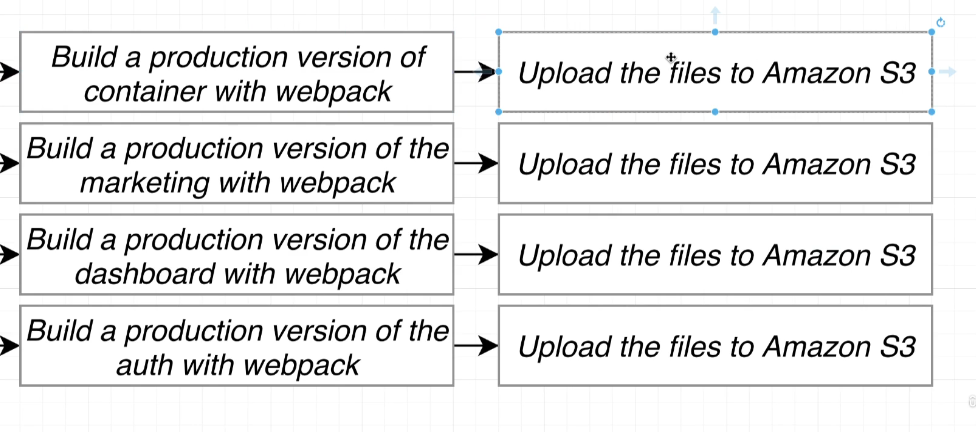 Build a production version of
container with webpack
Upload the files to Amazon S3
Build a production version of the
marketing with webpack
Upload the files to Amazon S3
Build a production version of the
dashboard with webpack
Upload the files to Amazon S3
Build a production version of the
auth with webpack
Upload the files to Amazon S3